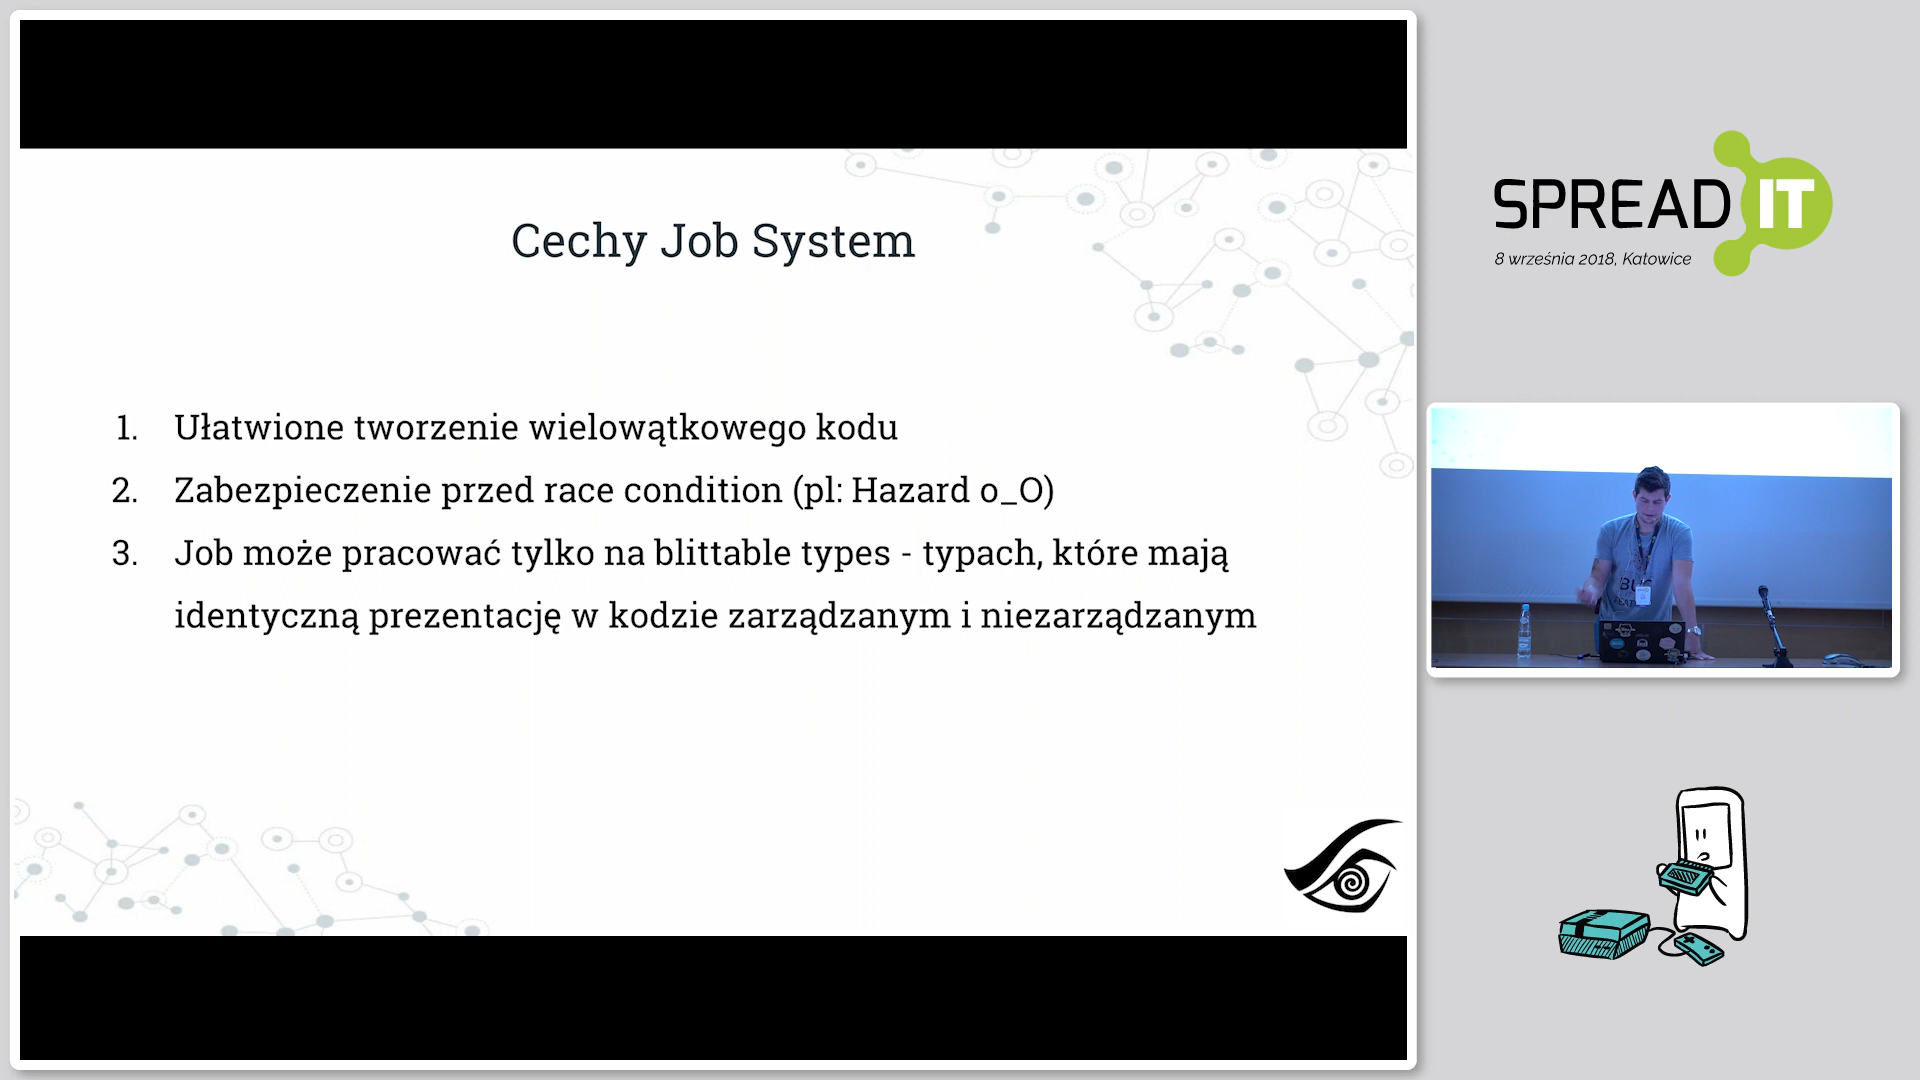 Cechy Job System
1. Ułatwione tworzenie wielowątkowego kodu
2. Zabezpieczenie przed race condition (pl: Hazard o_O)
3. Job może pracować tylko na blittable types - typach, które mają
identyczną prezentację w kodzie zarządzanym i niezarządzanym
SPREAD IT
8 września 2018, Katowice